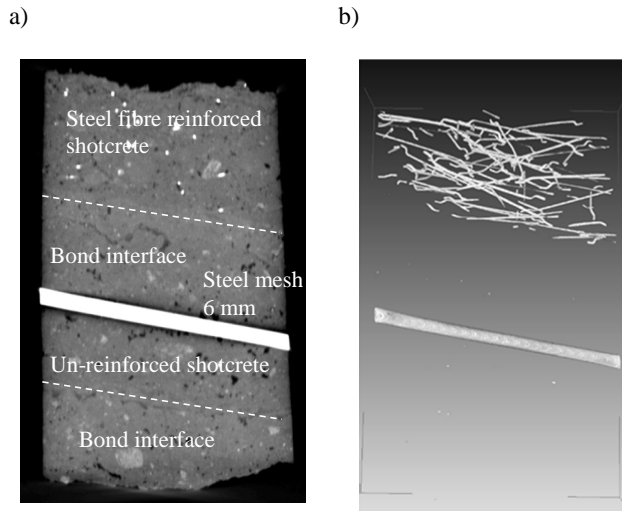 a)
b)
Steel fibre reinforced
shotcrete
Bond interface
Steel mesh
6 mm
Un-reinforced shotcrete
Bond interface